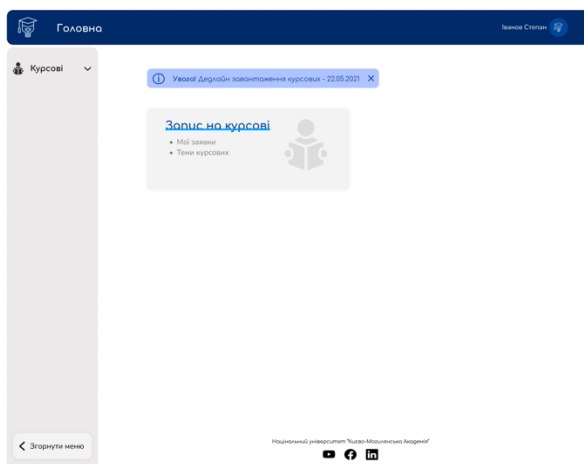 Головна
Іванов Степан
Курсові
Увага! Дедлайн завантаження курсових - 22.05.2021
Запис на курсові
Мої заявки
Теми курсових
Згорнути меню
Національний університет "Києво-Могилянська Академія"